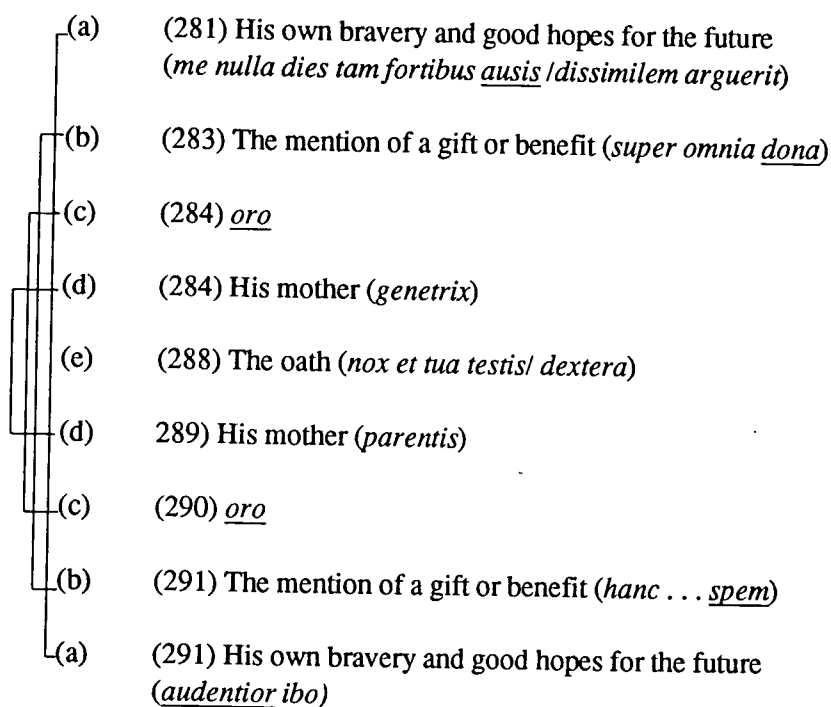 (a) (281) His own bravery and good hopes for the future
(me nulla dies tam fortibus ausis /dissimilem arguerit)
(b) (283) The mention of a gift or benefit (super omnia dona)
(c) (284) oro
(d) (284) His mother (genetrix)
(e) (288) The oath (nox et tua testis/ dextera)
(d) 289) His mother (parentis)
(c) (290) oro
(b) (291) The mention of a gift or benefit (hanc . . . spem)
(a) (291) His own bravery and good hopes for the future
(audentior ibo)